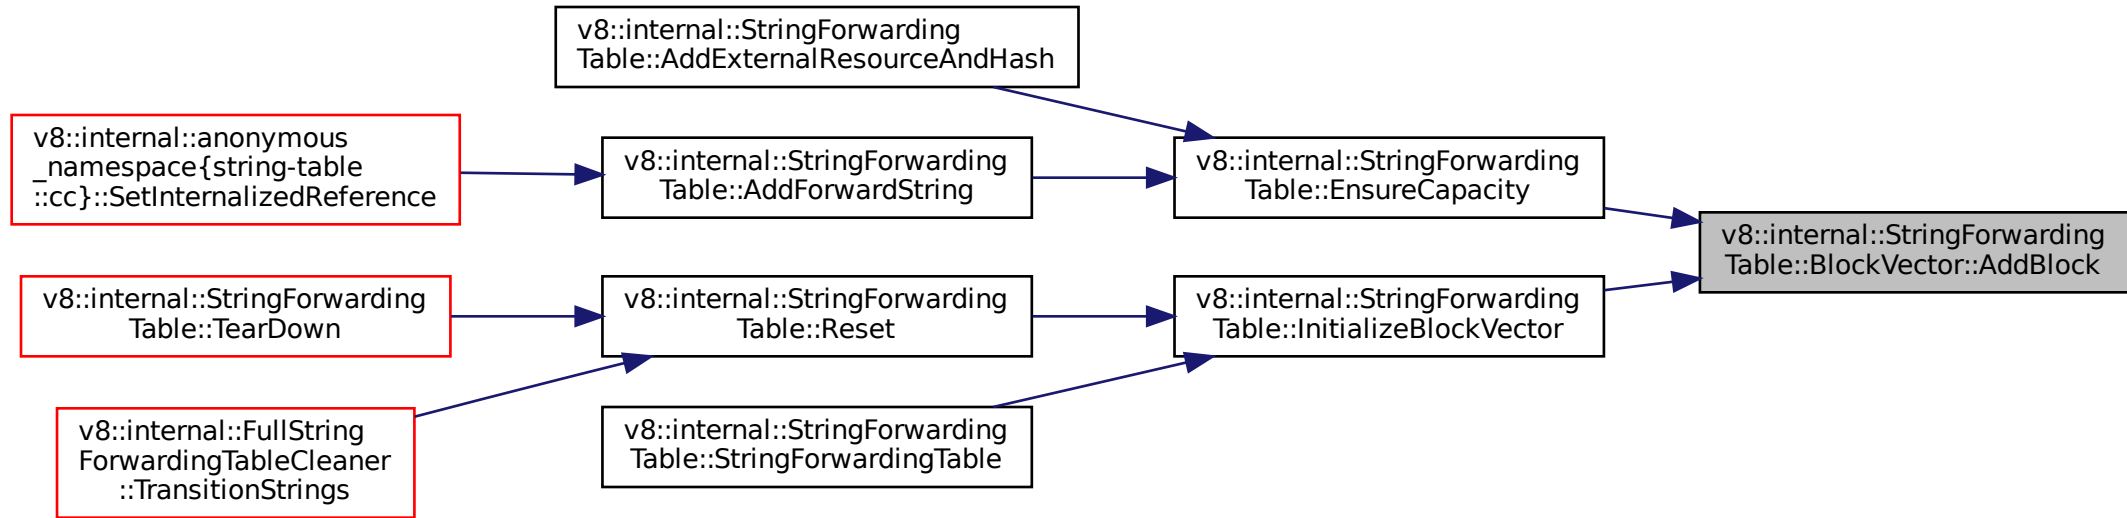 v8::internal::StringForwarding
Table::AddExternalResourceAndHash
v8::internal::anonymous
_namespace{string-table
::cc}::SetInternalizedReference
v8::internal::StringForwarding
Table::AddForwardString
v8::internal::StringForwarding
Table::EnsureCapacity
v8::internal::StringForwarding
Table::BlockVector::AddBlock
v8::internal::StringForwarding
Table::TearDown
v8::internal::StringForwarding
Table::Reset
v8::internal::StringForwarding
Table::InitializeBlockVector
v8::internal::FullString
ForwardingTableCleaner
::TransitionStrings
v8::internal::StringForwarding
Table::StringForwardingTable